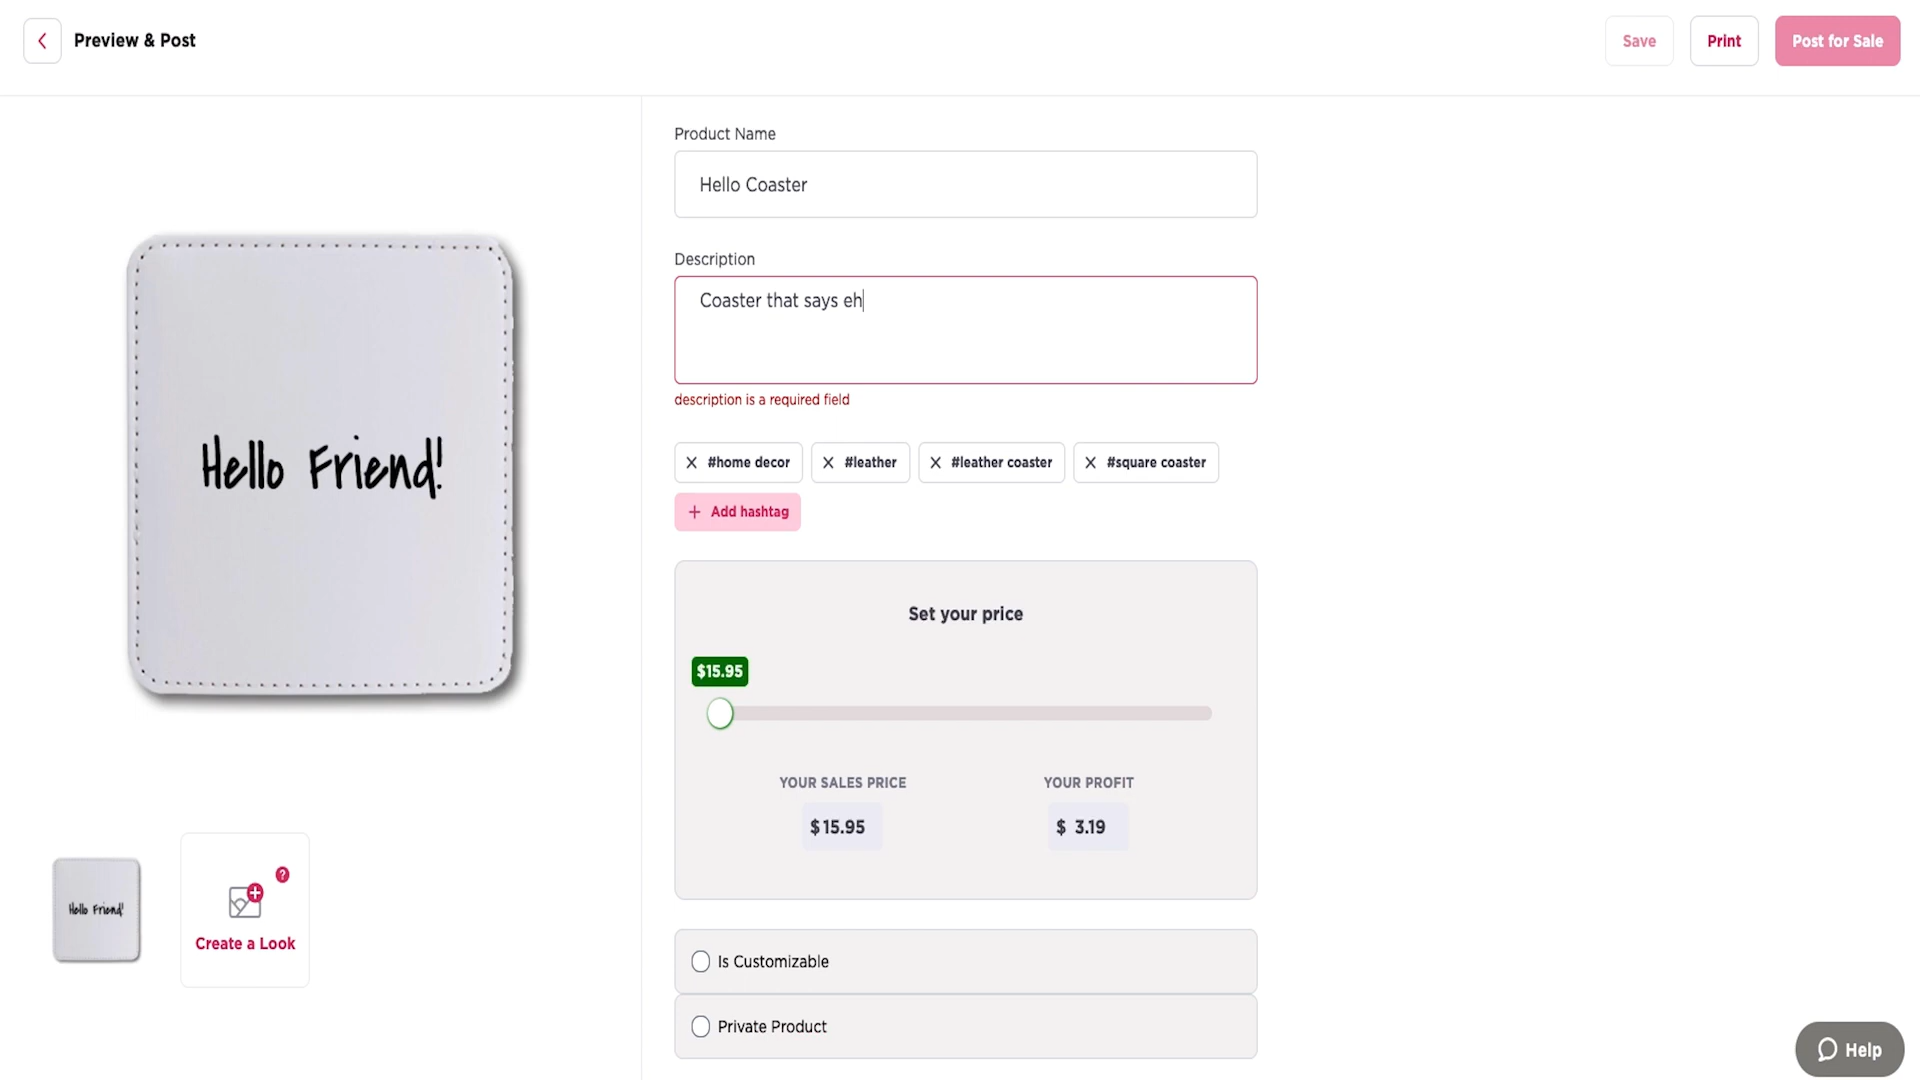 Preview & Post
Save
Print
Post for Sale
Product Name
Hello Coaster
Description
Coaster that says eh
description is a required field
#home decor
#leather
#leather coaster
#square coaster
Add hashtag
Hello Friend!
Set your price
$15.95
YOUR SALES PRICE
YOUR PROFIT
$15.95
$ 3.19
Hello Friend!
?
Create a Look
Is Customizable
Private Product
Help